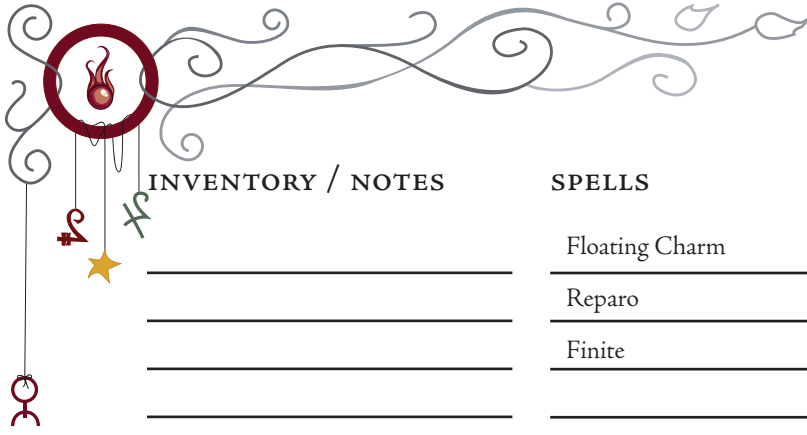 INVENTORY / NOTES
SPELLS
Floating Charm
Reparo
Finite